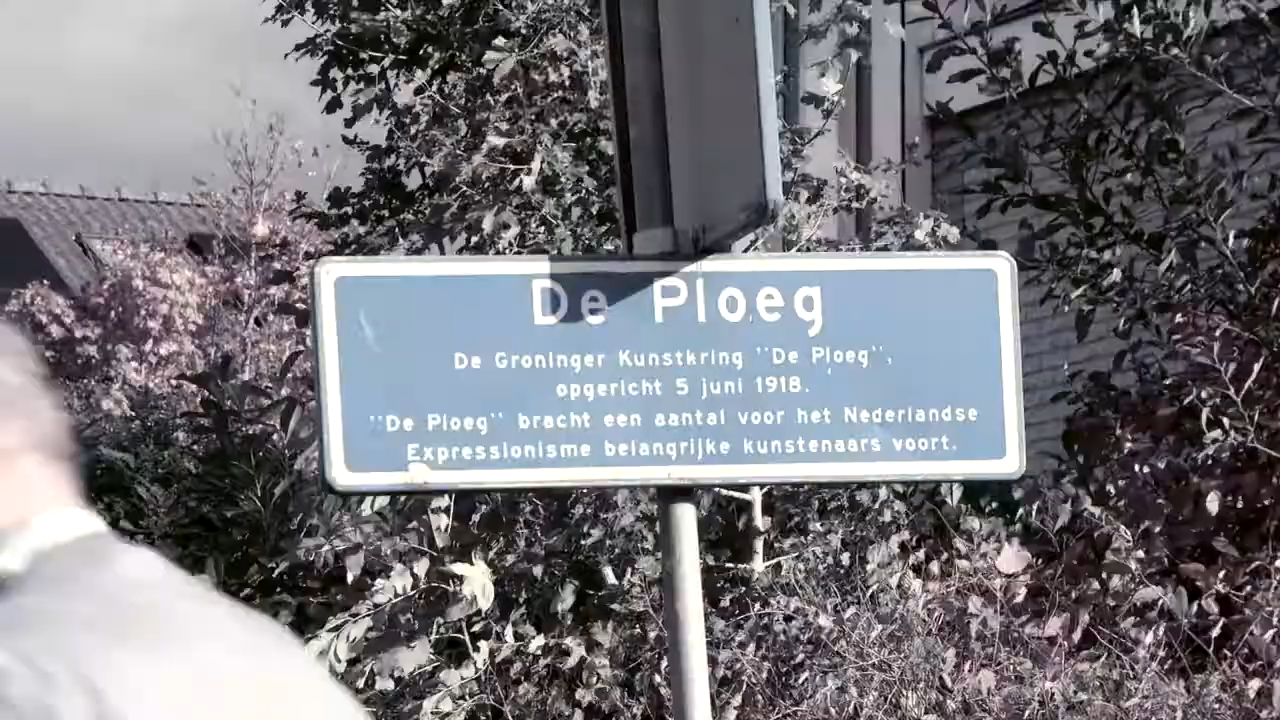 De Ploeg
De Groninger Kunstkring "De Ploeg",
opgericht 5 juni 1918.
"De Ploeg" bracht een aantal voor het Nederlandse
Expressionisme belangrijke kunstenaars voort.